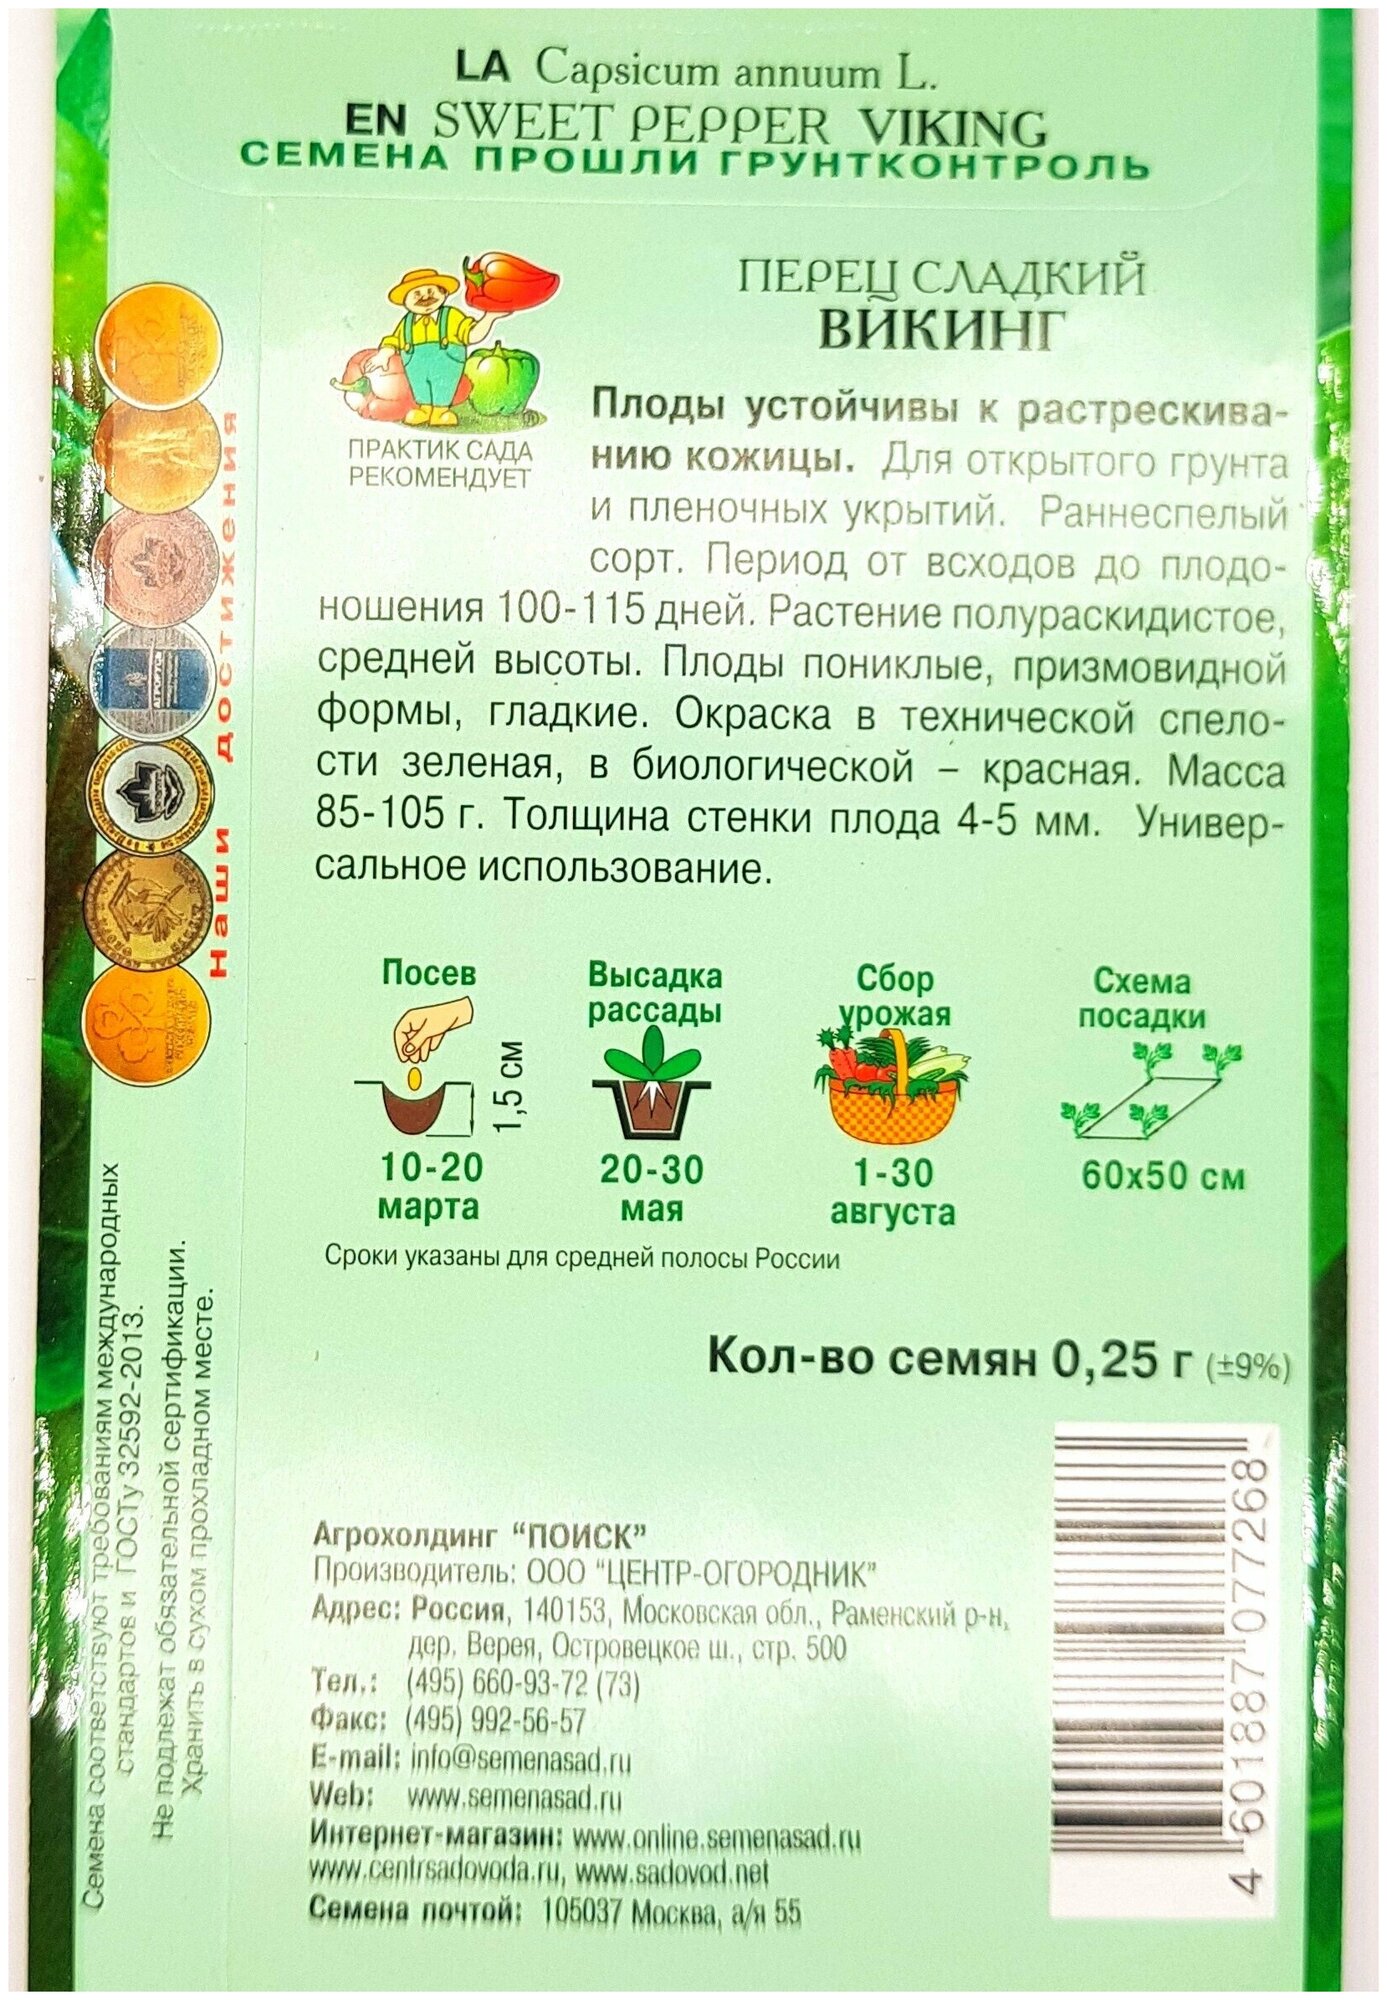 LA Capsicum annuum L.
EN SWEET PEPPER VIKING
СЕМЕНА ПРОШЛИ ГРУНТКОНТРОЛЬ
ПЕРЕЦ СЛАДКИЙ
ВИКИНГ
ПРАКТИК САДА
РЕКОМЕНДУЕТ
Плоды устойчивы к растрескива-
нию кожицы. Для открытого грунта
и пленочных укрытий. Раннеспелый
сорт. Период от всходов до плодо-
ношения 100-115 дней. Растение полураскидистое,
средней высоты. Плоды пониклые, призмовидной
формы, гладкие. Окраска в технической спело-
сти зеленая, в биологической – красная. Масса
85-105 г. Толщина стенки плода 4-5 мм. Универ-
сальное использование.
наши достижения
Посев
1,5 см
10-20
марта
Высадка
рассады
20-30
мая
Сбор
урожая
1-30
августа
Схема
посадки
60х50 см
Сроки указаны для средней полосы России
Кол-во семян 0,25 г (±9%)
Семена соответствуют требованиям международных
стандартов и ГОСТу 32592-2013.
Не подлежат обязательной сертификации.
Хранить в сухом прохладном месте.
Агрохолдинг “ПОИСК”
Производитель: ООО “ЦЕНТР-ОГОРОДНИК”
Адрес: Россия, 140153, Московская обл., Раменский р-н,
дер. Верея, Островецкое ш., стр. 500
Тел.: (495) 660-93-72 (73)
Факс: (495) 992-56-57
E-mail: info@semenasad.ru
Web: www.semenasad.ru
Интернет-магазин: www.online.semenasad.ru
www.centrsadovoda.ru, www.sadovod.net
Семена почтой: 105037 Москва, а/я 55
4 601887 077268